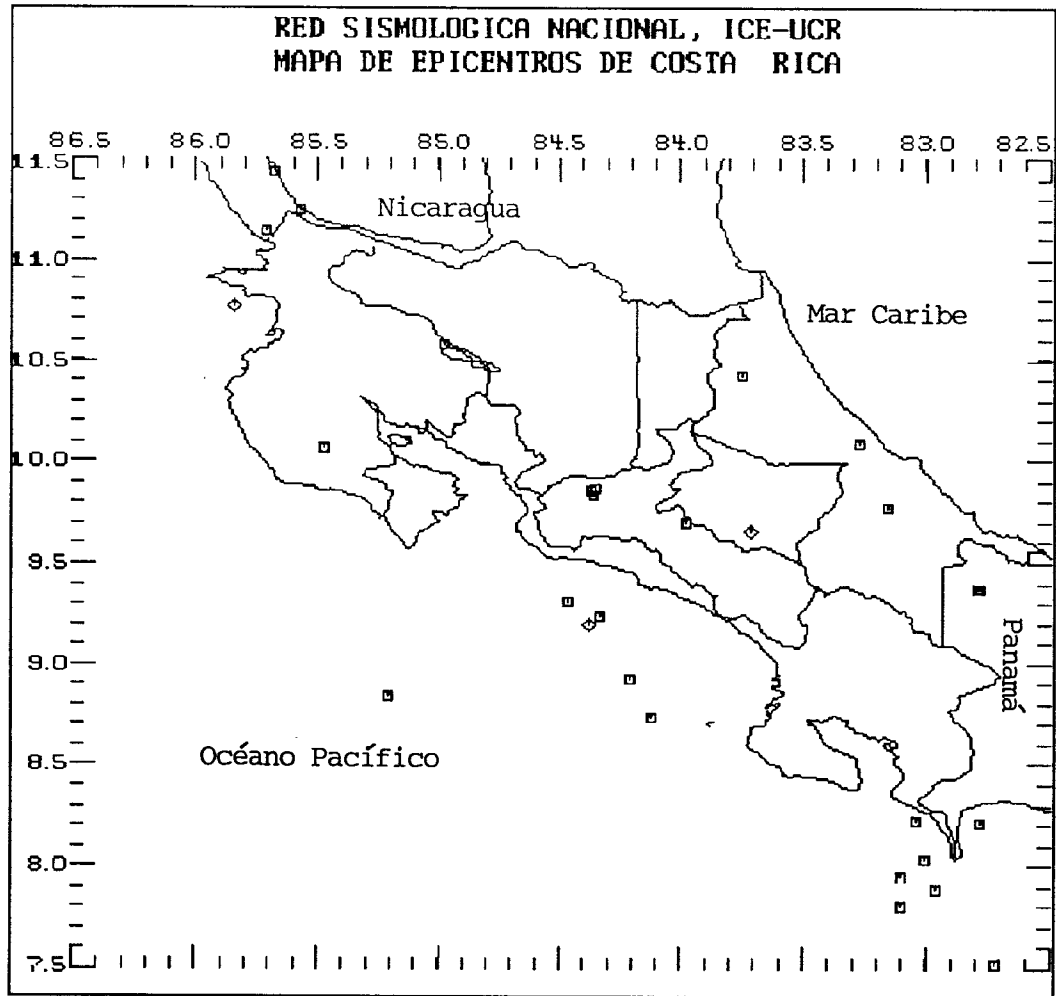 RED SISMOLOGICA NACIONAL, ICE-UCR
MAPA DE EPICENTROS DE COSTA RICA
86.5 86.0 85.5 85.0 84.5 84.0 83.5 83.0 82.5
11.5
Nicaragua
11.0
Mar Caribe
10.5
10.0
9.5
Panamá
9.0
Océano Pacífico
8.5
8.0
7.5